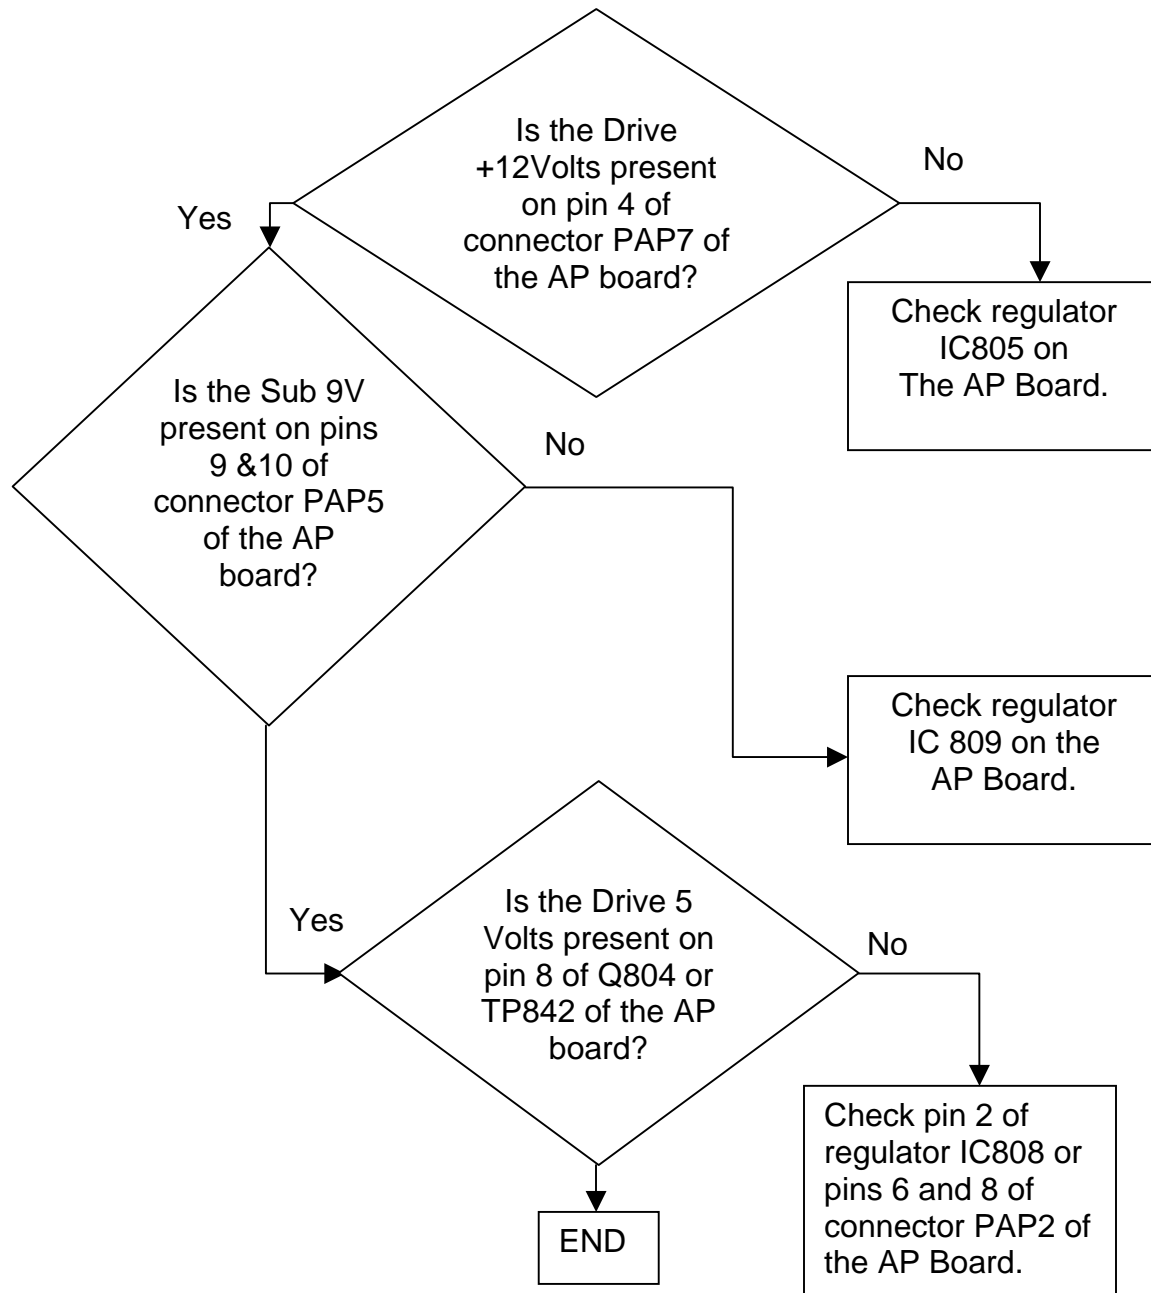 Is the Drive
+12Volts present
on pin 4 of
connector PAP7 of
the AP board?
No
Yes
Check regulator
IC805 on
The AP Board.
Is the Sub 9V
present on pins
9 &10 of
connector PAP5
of the AP
board?
No
Check regulator
IC 809 on the
AP Board.
Yes
Is the Drive 5
Volts present on
pin 8 of Q804 or
TP842 of the AP
board?
No
Check pin 2 of
regulator IC808 or
pins 6 and 8 of
connector PAP2 of
the AP Board.
END